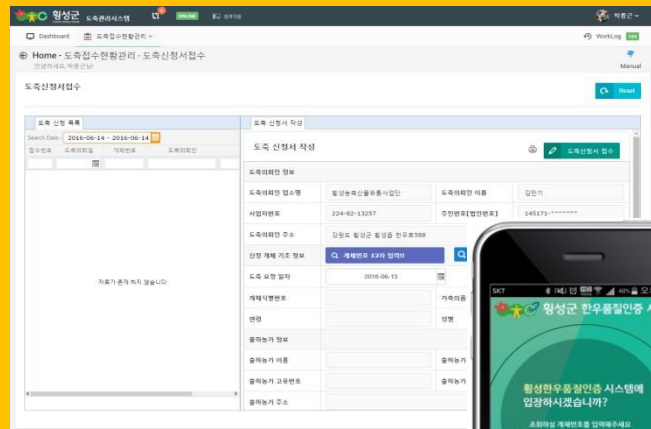 횡성군 도축관리시스템
ONLINE 원격지원
박종근
Dashboard 도축접수현황관리
WorkLog
Home - 도축접수현황관리 - 도축신청서접수
안녕하세요, 박종근님!
Manual
도축신청서접수
Reset
도축 신청 목록
Search Date : 2016-06-14 - 2016-06-14
접수번호 도축의뢰일 개체번호 도축의뢰인
자료가 존재 하지 않습니다
도축 신청서 작성
도축 신청서 작성
도축신청서 접수
도축의뢰인 정보
도축의뢰인 업소명 횡성농축산물유통사업단 도축의뢰인 이름
사업자번호 224-82-13257 주민번호[법인번호] 145171-*******
도축의뢰인 주소 강원도 횡성군 횡성읍 한우로588
신청 개체 기초 정보 개체번호 12자 입력!!
도축 요청 일자 2016-06-15
개체식별번호 가축의종
연령 성별
출하농가 정보
출하농가 이름 출하농가
출하농가 고유번호 출하농가
출하농가 주소
SKT 40%
횡성군 한우품질인증 시
횡성한우품질인증 시스템에
입장하시겠습니까?
조회하실 개체번호를 입력해주세요